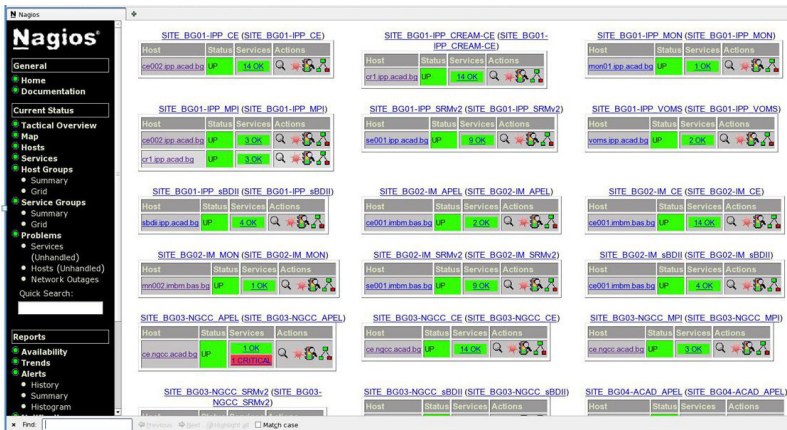 Nagios
Nagios®
General
Home
Documentation
Current Status
Tactical Overview
Map
Hosts
Services
Host Groups
Summary
Grid
Service Groups
Summary
Grid
Problems
Services
(Unhandled)
Hosts (Unhandled)
Network Outages
Quick Search:
Reports
Availability
Trends
Alerts
History
Summary
Histogram
SITE_BG01-IPP_CE (SITE_BG01-IPP_CE)
Host Status Services Actions
ce002.ipp.acad.bg UP 14 OK
SITE_BG01-IPP_CREAM-CE (SITE_BG01-
IPP_CREAM-CE)
Host Status Services Actions
cr1.ipp.acad.bg UP 14 OK
SITE_BG01-IPP_MON (SITE_BG01-IPP_MON)
Host Status Services Actions
mon01.ipp.acad.bg UP 1 OK
SITE_BG01-IPP_MPI (SITE_BG01-IPP_MPI)
Host Status Services Actions
ce002.ipp.acad.bg UP 3 OK
cr1.ipp.acad.bg UP 3 OK
SITE_BG01-IPP_SRMv2 (SITE_BG01-IPP_SRMv2)
Host Status Services Actions
se001.ipp.acad.bg UP 9 OK
SITE_BG01-IPP_VOMS (SITE_BG01-IPP_VOMS)
Host Status Services Actions
voms.ipp.acad.bg UP 2 OK
SITE_BG01-IPP_sBDII (SITE_BG01-IPP_sBDII)
Host Status Services Actions
sbdii.ipp.acad.bg UP 4 OK
SITE_BG02-IM_APEL (SITE_BG02-IM_APEL)
Host Status Services Actions
ce001.imbm.bas.bg UP 2 OK
SITE_BG02-IM_CE (SITE_BG02-IM_CE)
Host Status Services Actions
ce001.imbm.bas.bg UP 14 OK
SITE_BG02-IM_MON (SITE_BG02-IM_MON)
Host Status Services Actions
mn002.imbm.bas.bg UP 1 OK
SITE_BG02-IM_SRMv2 (SITE_BG02-IM_SRMv2)
Host Status Services Actions
se001.imbm.bas.bg UP 9 OK
SITE_BG02-IM_sBDII (SITE_BG02-IM_sBDII)
Host Status Services Actions
ce001.imbm.bas.bg UP 4 OK
SITE_BG03-NGCC_APEL (SITE_BG03-NGCC_APEL)
Host Status Services Actions
ce.ngcc.acad.bg UP 1 OK
1 CRITICAL
SITE_BG03-NGCC_CE (SITE_BG03-NGCC_CE)
Host Status Services Actions
ce.ngcc.acad.bg UP 14 OK
SITE_BG03-NGCC_MPI (SITE_BG03-NGCC_MPI)
Host Status Services Actions
ce.ngcc.acad.bg UP 3 OK
SITE_BG03-NGCC_SRMv2 (SITE_BG03-
NGCC_SRMv2)
SITE_BG03-NGCC_sBDII (SITE_BG03-NGCC_sBDII)
Host Status Services Actions
SITE_BG04-ACAD_APEL (SITE_BG04-ACAD_APEL)
Host Status Services Actions
Find: Previous Next Highlight all Match case